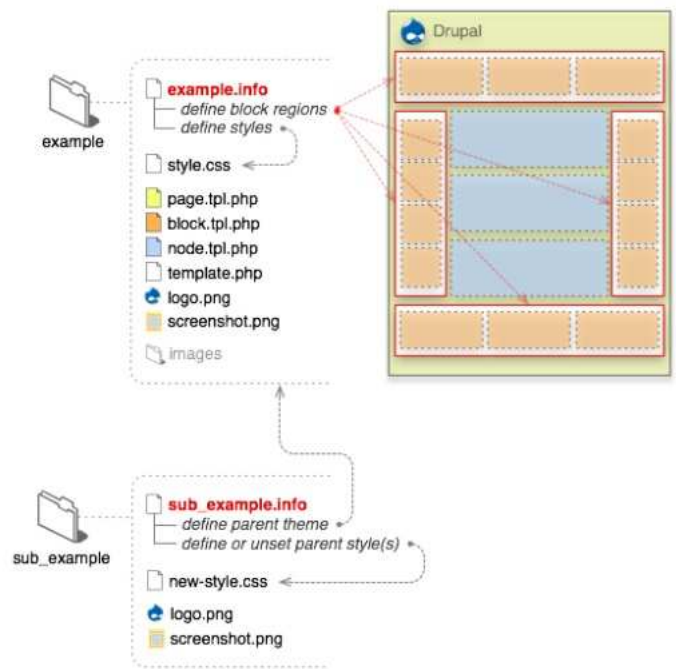 Drupal
example
example.info
define block regions
define styles
style.css
page.tpl.php
block.tpl.php
node.tpl.php
template.php
logo.png
screenshot.png
images
sub_example
sub_example.info
define parent theme
define or unset parent style(s)
new-style.css
logo.png
screenshot.png